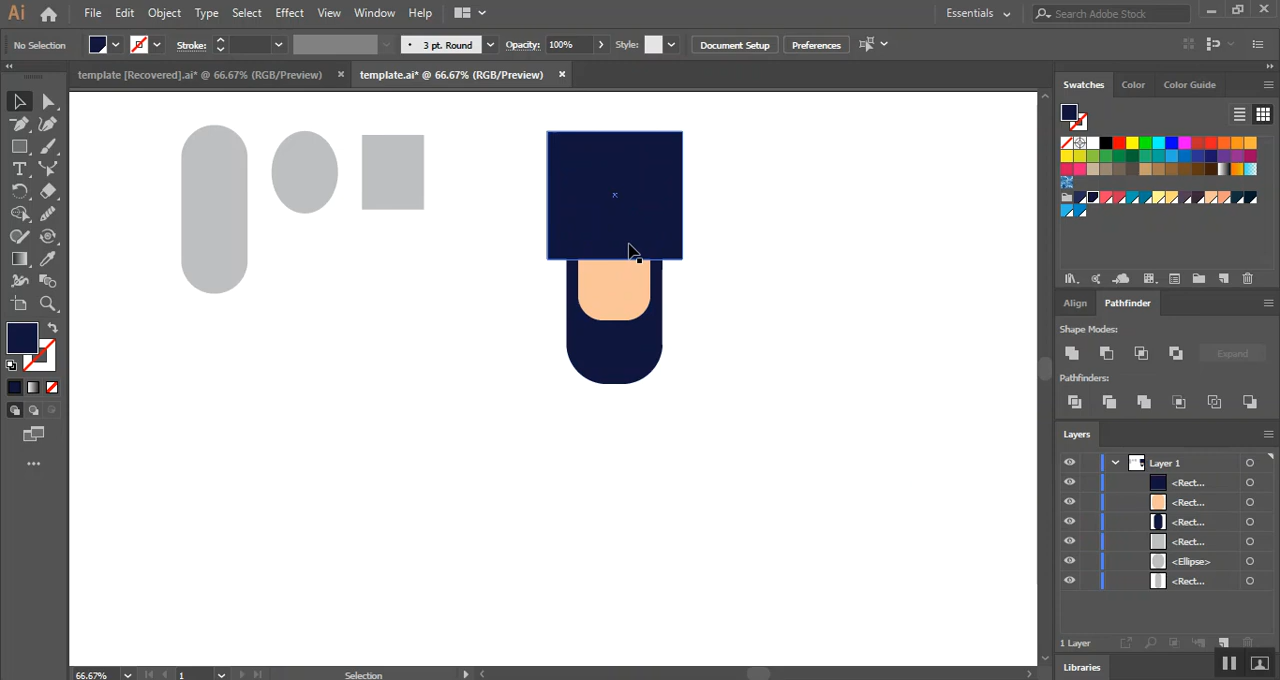 Ai File Edit Object Type Select Effect View Window Help Essentials Search Adobe Stock
No Selection Stroke: 3 pt. Round Opacity: 100% Style: Document Setup Preferences
template [Recovered].ai* @ 66.67% (RGB/Preview) × template.ai* @ 66.67% (RGB/Preview) ×
Swatches Color Color Guide
Align Pathfinder
Shape Modes:
Expand
Pathfinders:
Layers
Layer 1
<Rect...
<Rect...
<Rect...
<Rect...
<Ellipse>
<Rect...
1 Layer
Libraries
66.67% 1 Selection